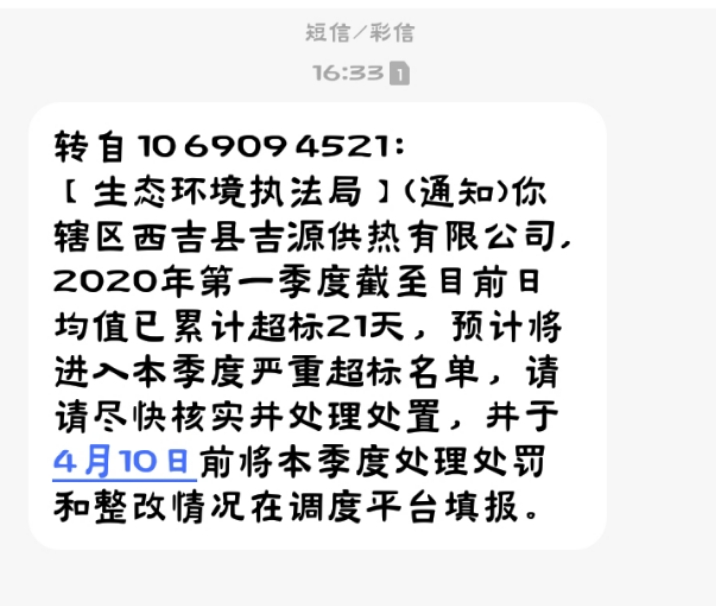 短信/彩信
16:33 1
转自10 69094521:
【生态环境执法局】(通知)你
辖区西吉县吉源供热有限公司,
2020年第一季度截至目前日
均值已累计超标21天，预计将
进入本季度严重超标名单，请
请尽快核实并处理处置，并于
4月10日前将本季度处理处罚
和整改情况在调度平台填报。